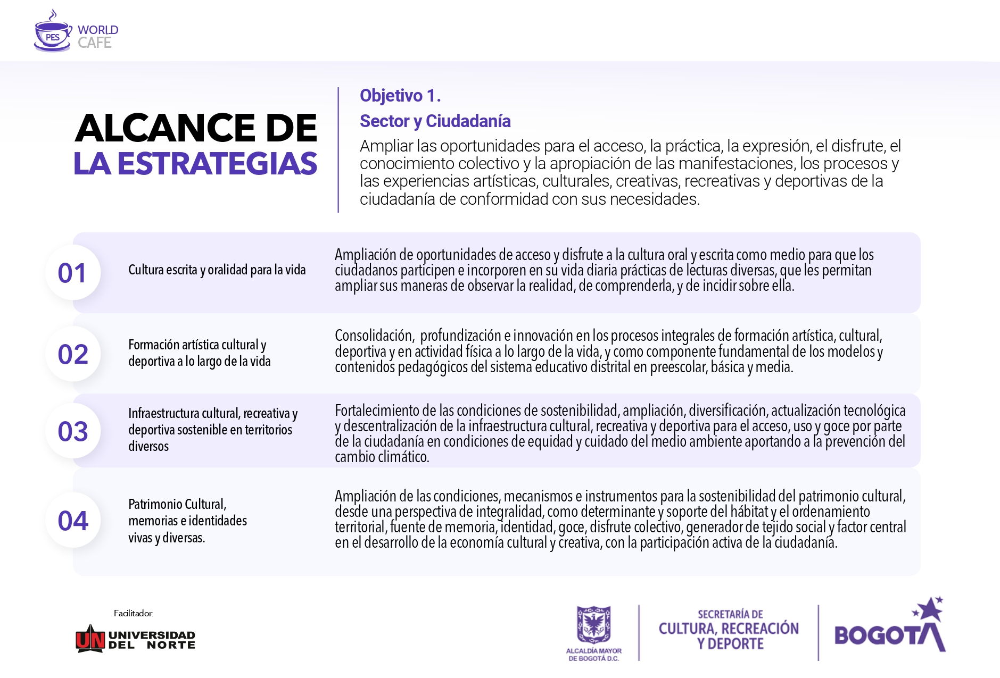 PES
WORLD
CAFÉ
ALCANCE DE
LA ESTRATEGIAS
Objetivo 1.
Sector y Ciudadanía
Ampliar las oportunidades para el acceso, la práctica, la expresión, el disfrute, el
conocimiento colectivo y la apropiación de las manifestaciones, los procesos y
las experiencias artísticas, culturales, creativas, recreativas y deportivas de la
ciudadanía de conformidad con sus necesidades.
01
Cultura escrita y oralidad para la vida
Ampliación de oportunidades de acceso y disfrute a la cultura oral y escrita como medio para que los
ciudadanos participen e incorporen en su vida diaria prácticas de lecturas diversas, que les permitan
ampliar sus maneras de observar la realidad, de comprenderla, y de incidir sobre ella.
02
Formación artística cultural y
deportiva a lo largo de la vida
Consolidación, profundización e innovación en los procesos integrales de formación artística, cultural,
deportiva y en actividad física a lo largo de la vida, y como componente fundamental de los modelos y
contenidos pedagógicos del sistema educativo distrital en preescolar, básica y media.
03
Infraestructura cultural, recreativa y
deportiva sostenible en territorios
diversos
Fortalecimiento de las condiciones de sostenibilidad, ampliación, diversificación, actualización tecnológica
y descentralización de la infraestructura cultural, recreativa y deportiva para el acceso, uso y goce por parte
de la ciudadanía en condiciones de equidad y cuidado del medio ambiente aportando a la prevención del
cambio climático.
04
Patrimonio Cultural,
memorias e identidades
vivas y diversas.
Ampliación de las condiciones, mecanismos e instrumentos para la sostenibilidad del patrimonio cultural,
desde una perspectiva de integralidad, como determinante y soporte del hábitat y el ordenamiento
territorial, fuente de memoria, identidad, goce, disfrute colectivo, generador de tejido social y factor central
en el desarrollo de la economía cultural y creativa, con la participación activa de la ciudadanía.
Facilitador:
UN
UNIVERSIDAD
DEL NORTE
ALCALDÍA MAYOR
DE BOGOTÁ D.C.
SECRETARÍA DE
CULTURA, RECREACIÓN
Y DEPORTE
BOGOTÁ